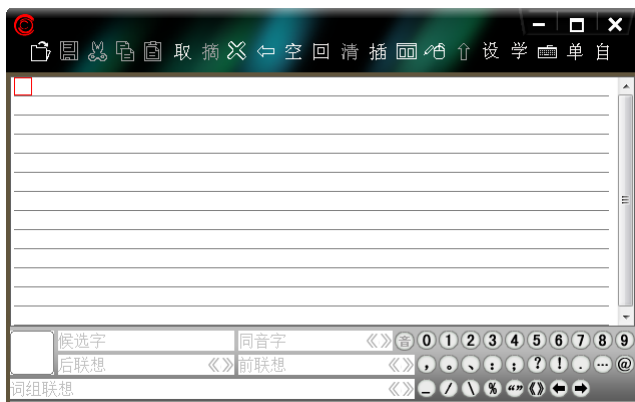 取 摘 空 回 清 插 设 学 单 自
候选字 同音字 《》 音 0 1 2 3 4 5 6 7 8 9
后联想 《》 前联想 《》 , 。 、 : ; ? ! . … @
词组联想 《》 _ / \ % “” 《》